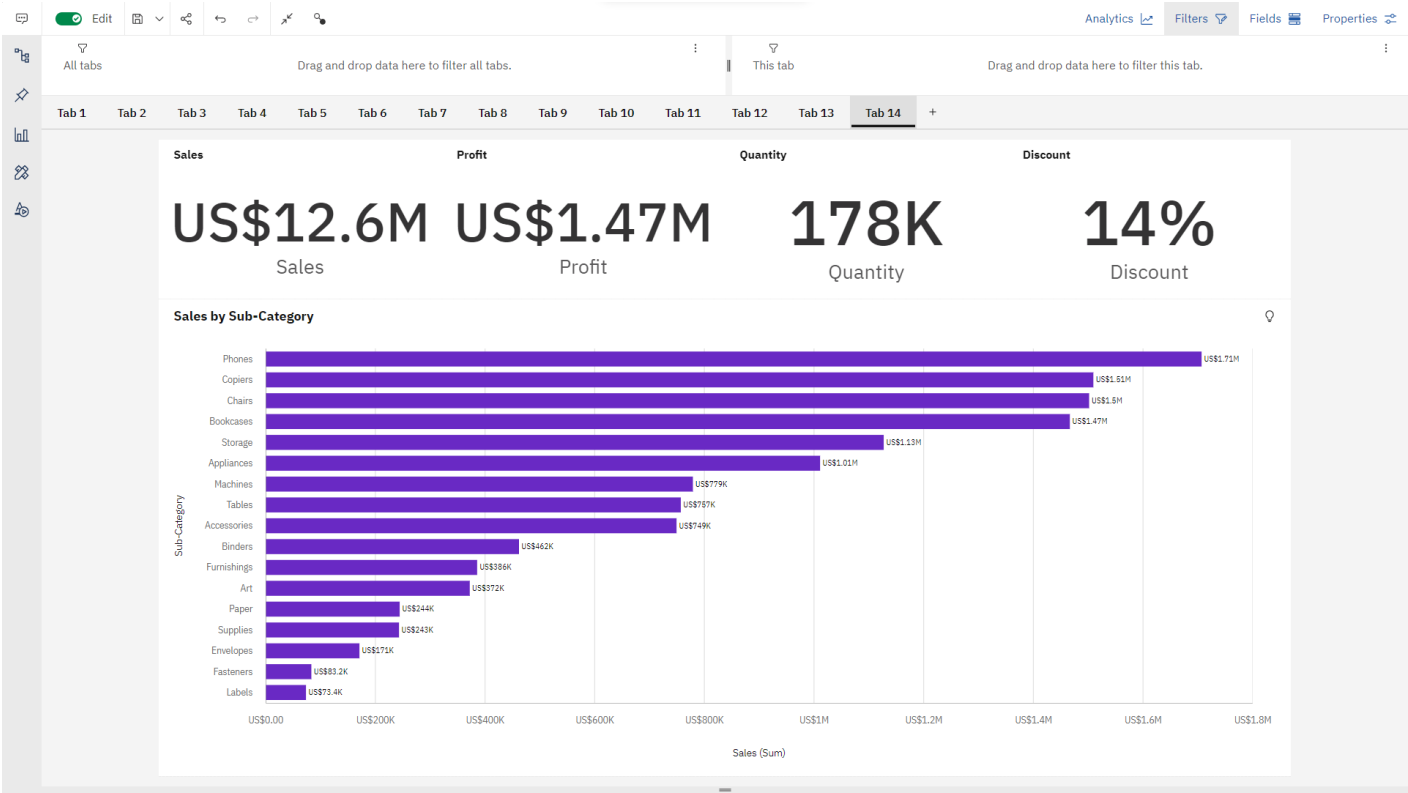 Edit
Analytics Filters Fields Properties
All tabs
Drag and drop data here to filter all tabs.
This tab
Drag and drop data here to filter this tab.
Tab 1 Tab 2 Tab 3 Tab 4 Tab 5 Tab 6 Tab 7 Tab 8 Tab 9 Tab 10 Tab 11 Tab 12 Tab 13 Tab 14 +
Sales Profit Quantity Discount
US$12.6M US$1.47M 178K 14%
Sales Profit Quantity Discount
Sales by Sub-Category
Sub-Category
Phones US$1.71M
Copiers US$1.51M
Chairs US$1.5M
Bookcases US$1.47M
Storage US$1.13M
Appliances US$1.01M
Machines US$779K
Tables US$757K
Accessories US$749K
Binders US$462K
Furnishings US$386K
Art US$372K
Paper US$244K
Supplies US$243K
Envelopes US$171K
Fasteners US$83.2K
Labels US$73.4K
US$0.00 US$200K US$400K US$600K US$800K US$1M US$1.2M US$1.4M US$1.6M US$1.8M
Sales (Sum)